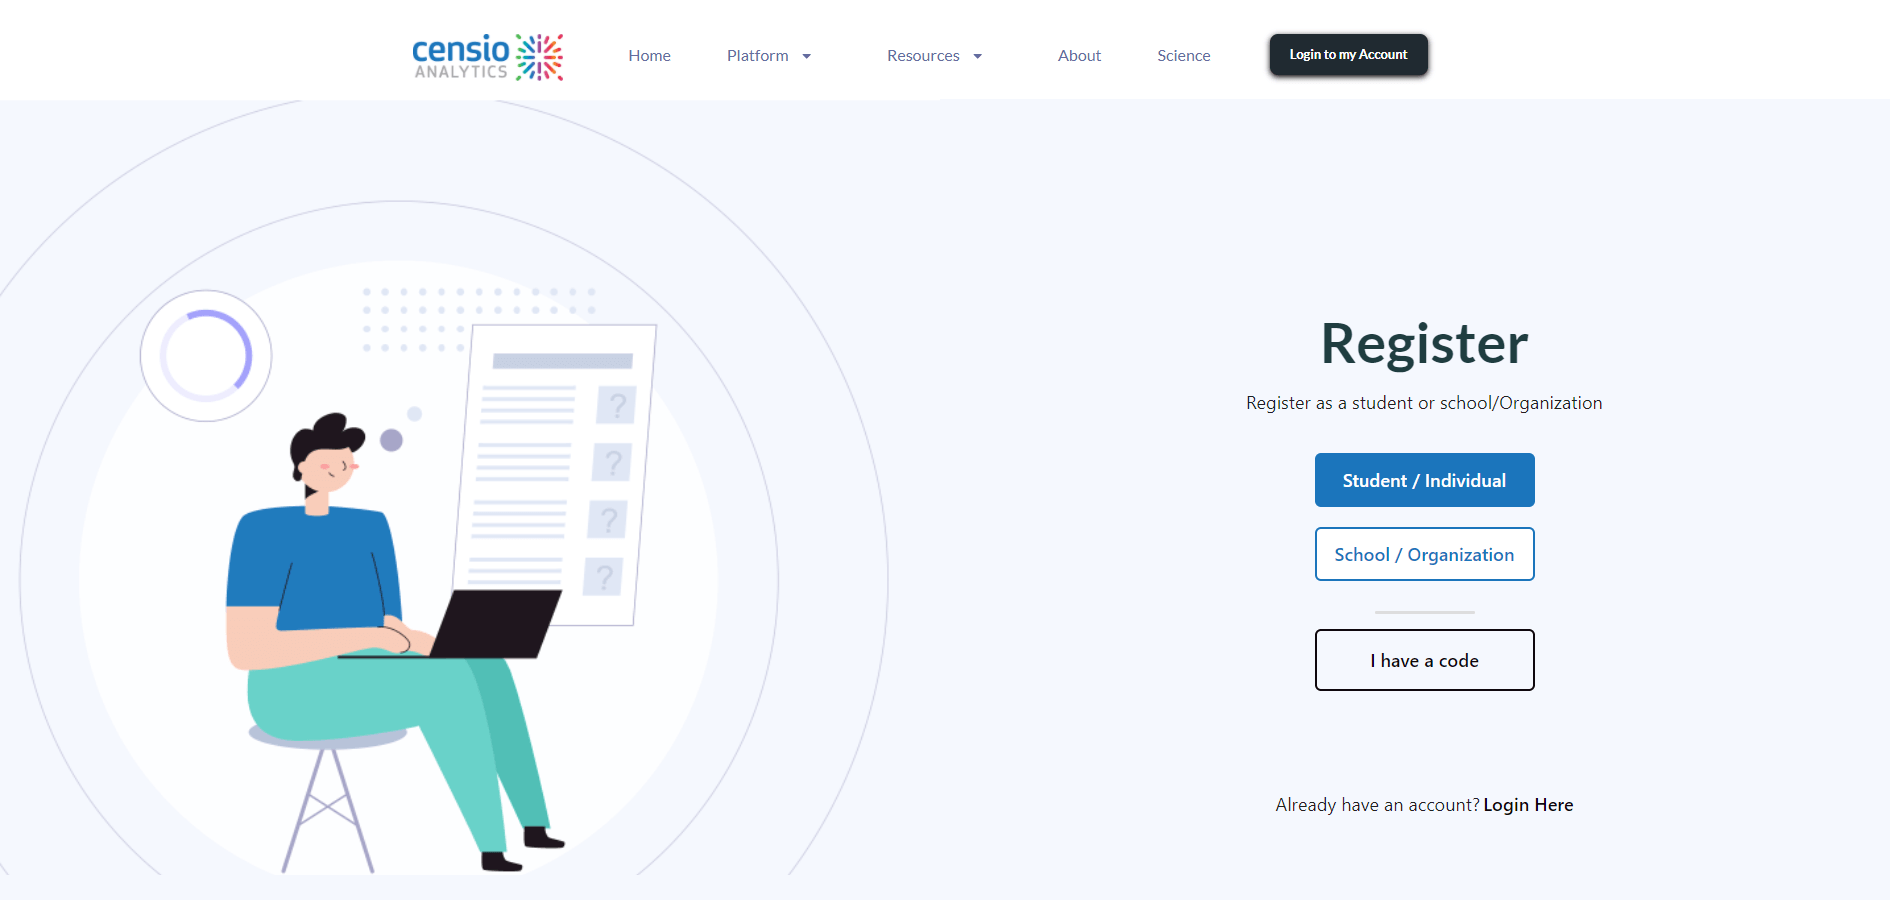 censio
ANALYTICS
Home
Platform
Resources
About
Science
Login to my Account
?
?
?
?
Register
Register as a student or school/Organization
Student / Individual
School / Organization
I have a code
Already have an account? Login Here